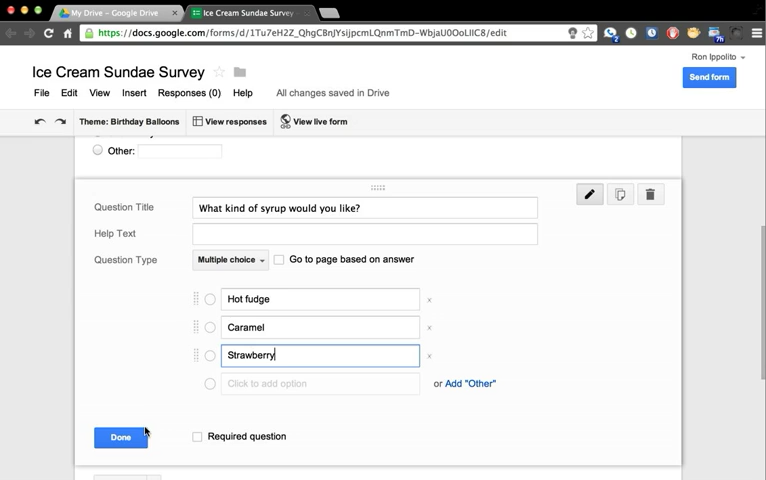 My Drive – Google Drive × Ice Cream Sundae Survey ×
https://docs.google.com/forms/d/1Tu7eH2Z_QhgCBnJYsijpcmLQnmTmD-WbjaU0OoLIIC8/edit
Ron Ippolito
Ice Cream Sundae Survey
Send form
File Edit View Insert Responses (0) Help All changes saved in Drive
Theme: Birthday Balloons View responses View live form
Other:
Question Title What kind of syrup would you like?
Help Text
Question Type Multiple choice Go to page based on answer
Hot fudge ×
Caramel ×
Strawberry ×
Click to add option or Add "Other"
Done Required question